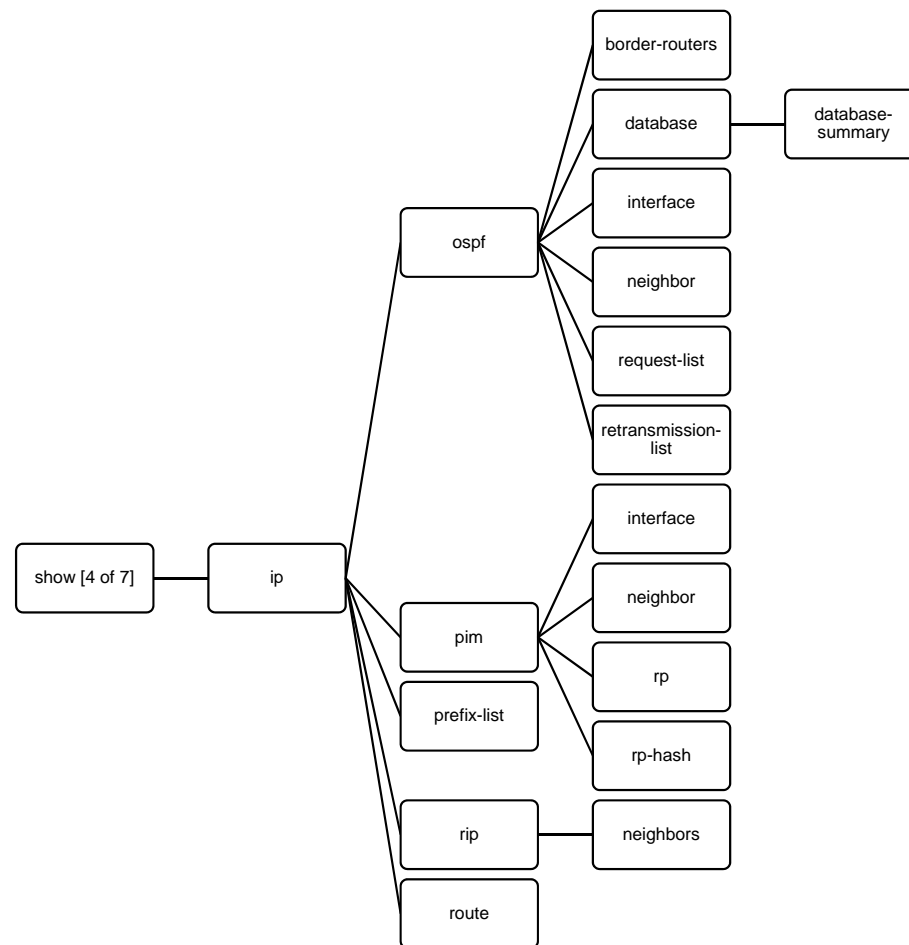 border-routers
database
database-
summary
interface
ospf
neighbor
request-list
retransmission-
list
interface
show [4 of 7]
ip
neighbor
pim
rp
prefix-list
rp-hash
rip
neighbors
route